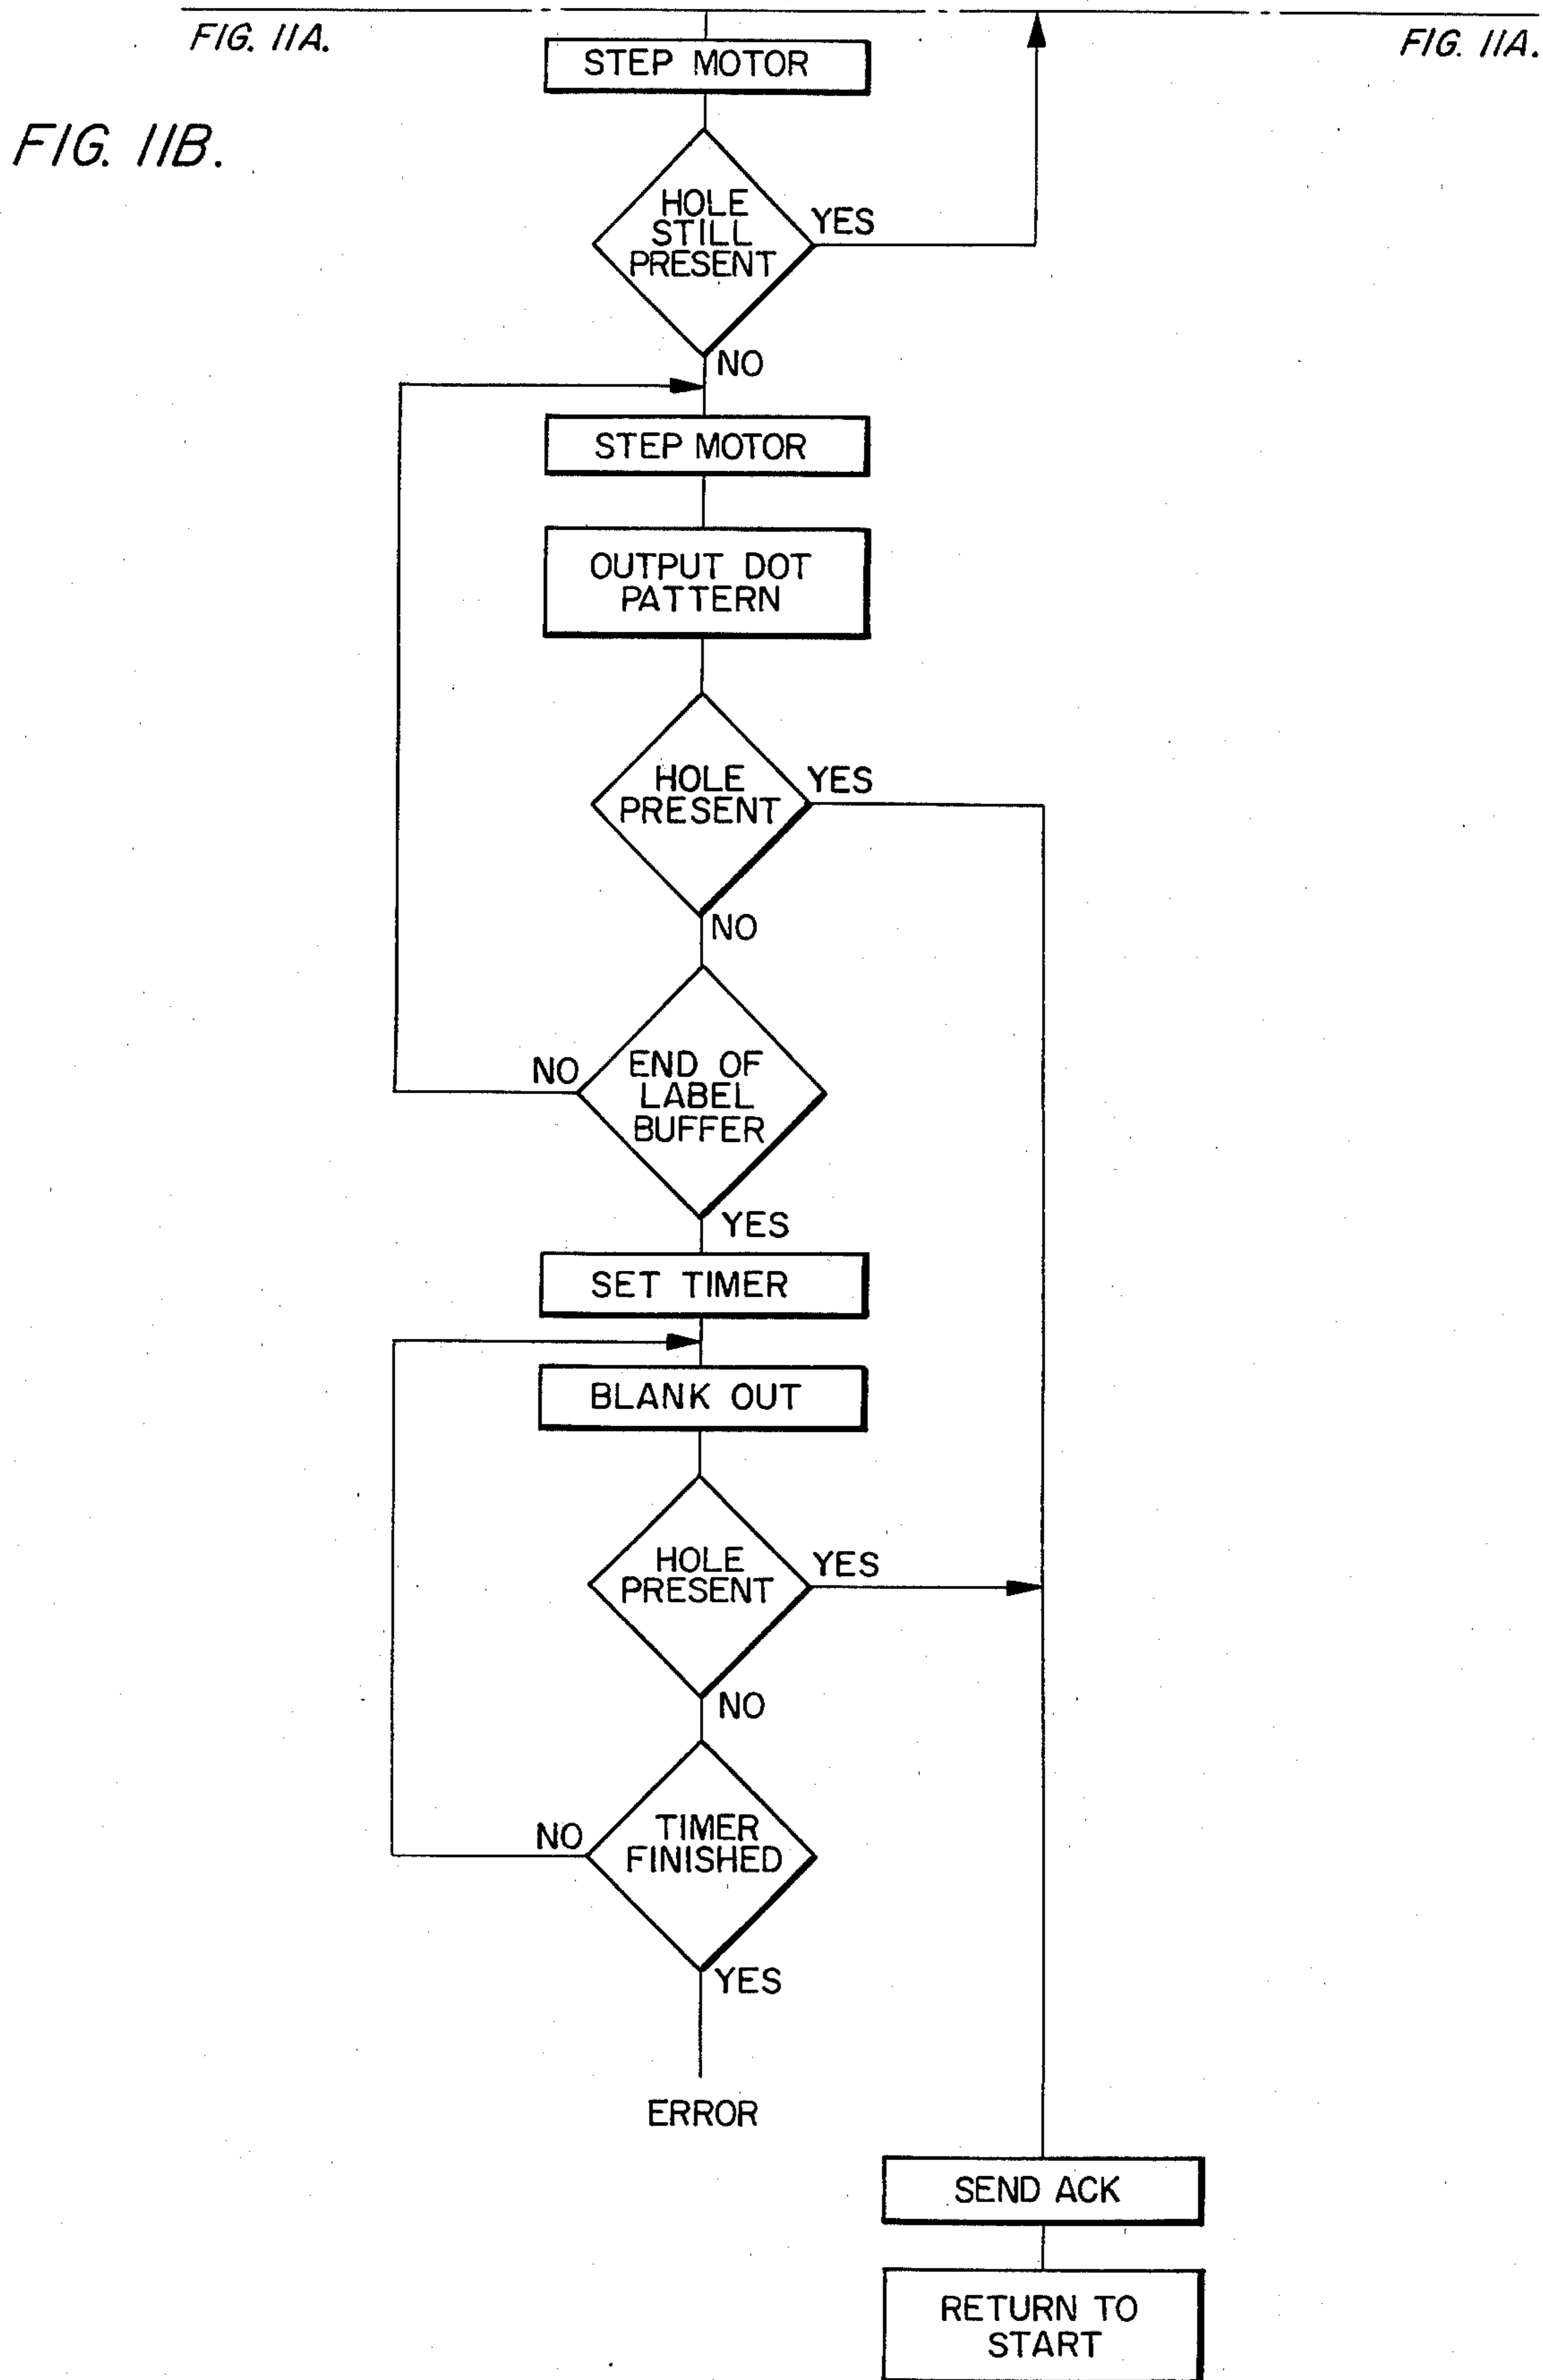 FIG. 11A.
FIG. 11A.
STEP MOTOR
FIG. 11B.
HOLE
STILL
PRESENT
YES
NO
STEP MOTOR
OUTPUT DOT
PATTERN
HOLE
PRESENT
YES
NO
END OF
LABEL
BUFFER
NO
YES
SET TIMER
BLANK OUT
HOLE
PRESENT
YES
NO
TIMER
FINISHED
NO
YES
ERROR
SEND ACK
RETURN TO
START